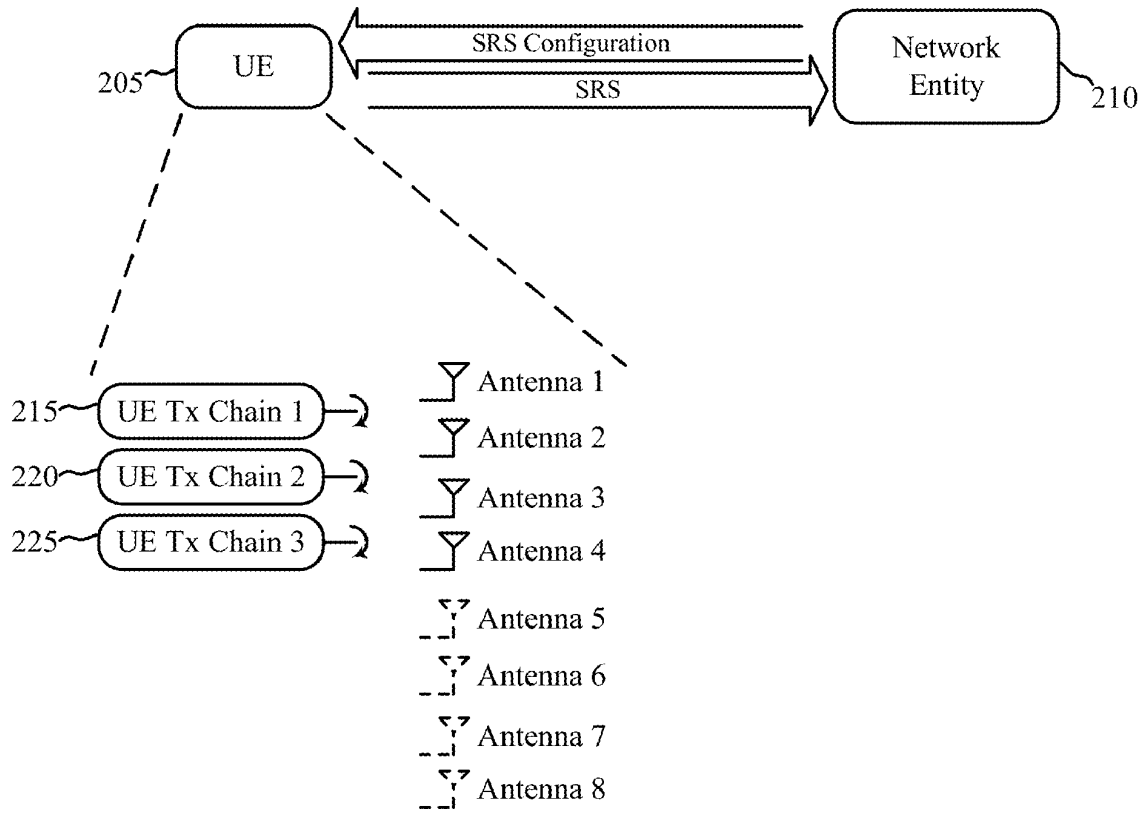 UE
205
SRS Configuration
SRS
Network
Entity
210
215
UE Tx Chain 1
220
UE Tx Chain 2
225
UE Tx Chain 3
Antenna 1
Antenna 2
Antenna 3
Antenna 4
Antenna 5
Antenna 6
Antenna 7
Antenna 8